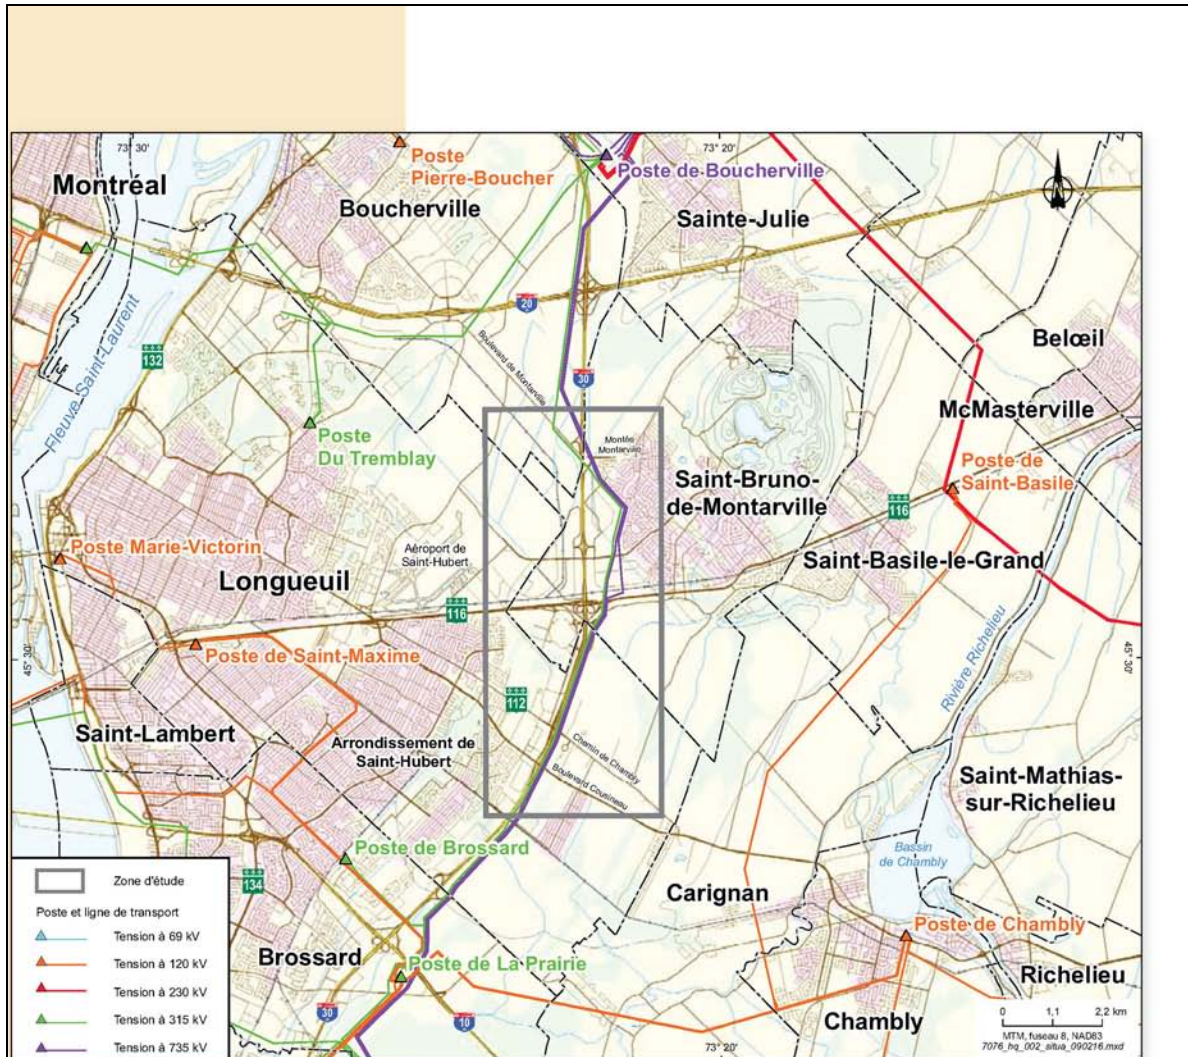 73° 30'
73° 20'
Poste
Pierre-Boucher
Poste de Boucherville
Montréal
Boucherville
Sainte-Julie
20
Fleuve Saint-Laurent
132
Boulevard de Montarville
30
Belœil
McMasterville
Poste
Du Tremblay
Montée
Montarville
Saint-Bruno-
de-Montarville
Poste de
Saint-Basile
116
Poste Marie-Victorin
Aéroport de
Saint-Hubert
Longueuil
Saint-Basile-le-Grand
116
Rivière Richelieu
45° 30'
45° 30'
Poste de Saint-Maxime
112
Saint-Lambert
Arrondissement de
Saint-Hubert
Chemin de Chambly
Boulevard Cousineau
Saint-Mathias-
sur-Richelieu
Poste de Brossard
Bassin
de Chambly
134
Carignan
Poste de Chambly
Brossard
Poste de La Prairie
Richelieu
30
10
Chambly
73° 20'
Zone d'étude
Poste et ligne de transport
Tension à 69 kV
Tension à 120 kV
Tension à 230 kV
Tension à 315 kV
Tension à 735 kV
0 1,1 2,2 km
MTM, fuseau 8, NAD83
7076_hq_002_situa_090216.mxd